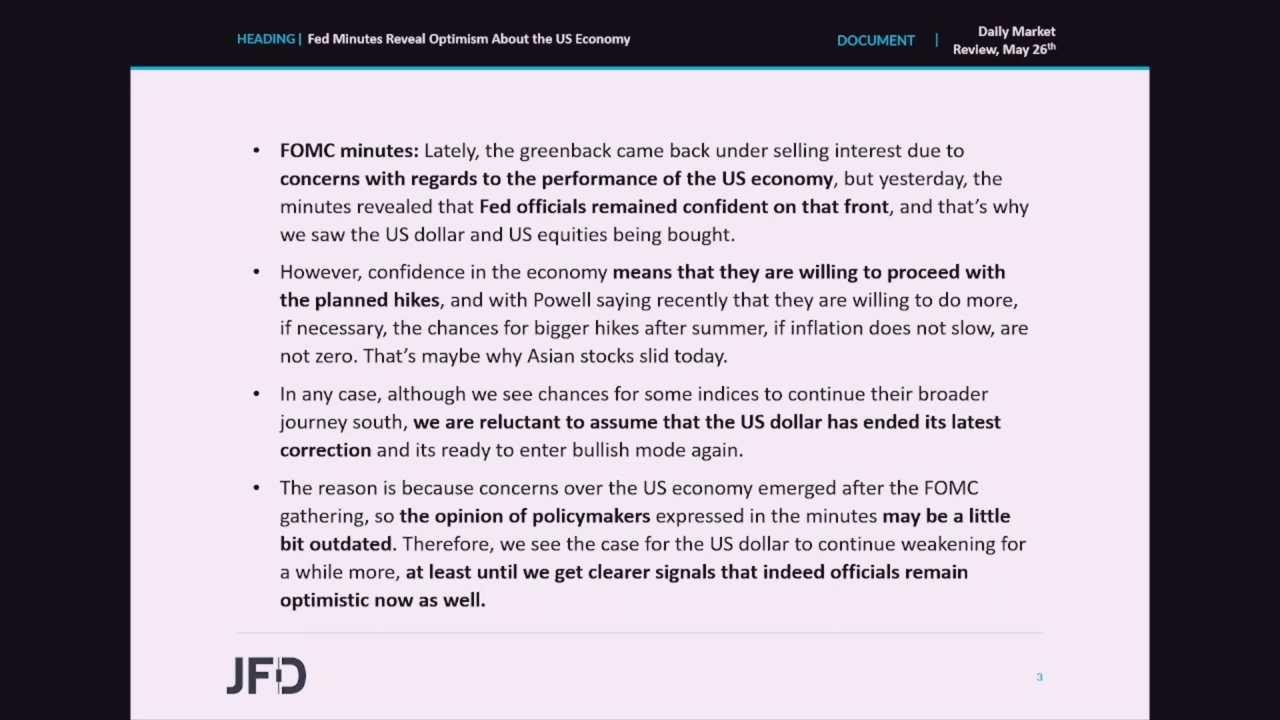 HEADING | Fed Minutes Reveal Optimism About the US Economy
DOCUMENT | Daily Market
Review, May 26th
• FOMC minutes: Lately, the greenback came back under selling interest due to
concerns with regards to the performance of the US economy, but yesterday, the
minutes revealed that Fed officials remained confident on that front, and that’s why
we saw the US dollar and US equities being bought.
• However, confidence in the economy means that they are willing to proceed with
the planned hikes, and with Powell saying recently that they are willing to do more,
if necessary, the chances for bigger hikes after summer, if inflation does not slow, are
not zero. That’s maybe why Asian stocks slid today.
• In any case, although we see chances for some indices to continue their broader
journey south, we are reluctant to assume that the US dollar has ended its latest
correction and its ready to enter bullish mode again.
• The reason is because concerns over the US economy emerged after the FOMC
gathering, so the opinion of policymakers expressed in the minutes may be a little
bit outdated. Therefore, we see the case for the US dollar to continue weakening for
a while more, at least until we get clearer signals that indeed officials remain
optimistic now as well.
JFD
3